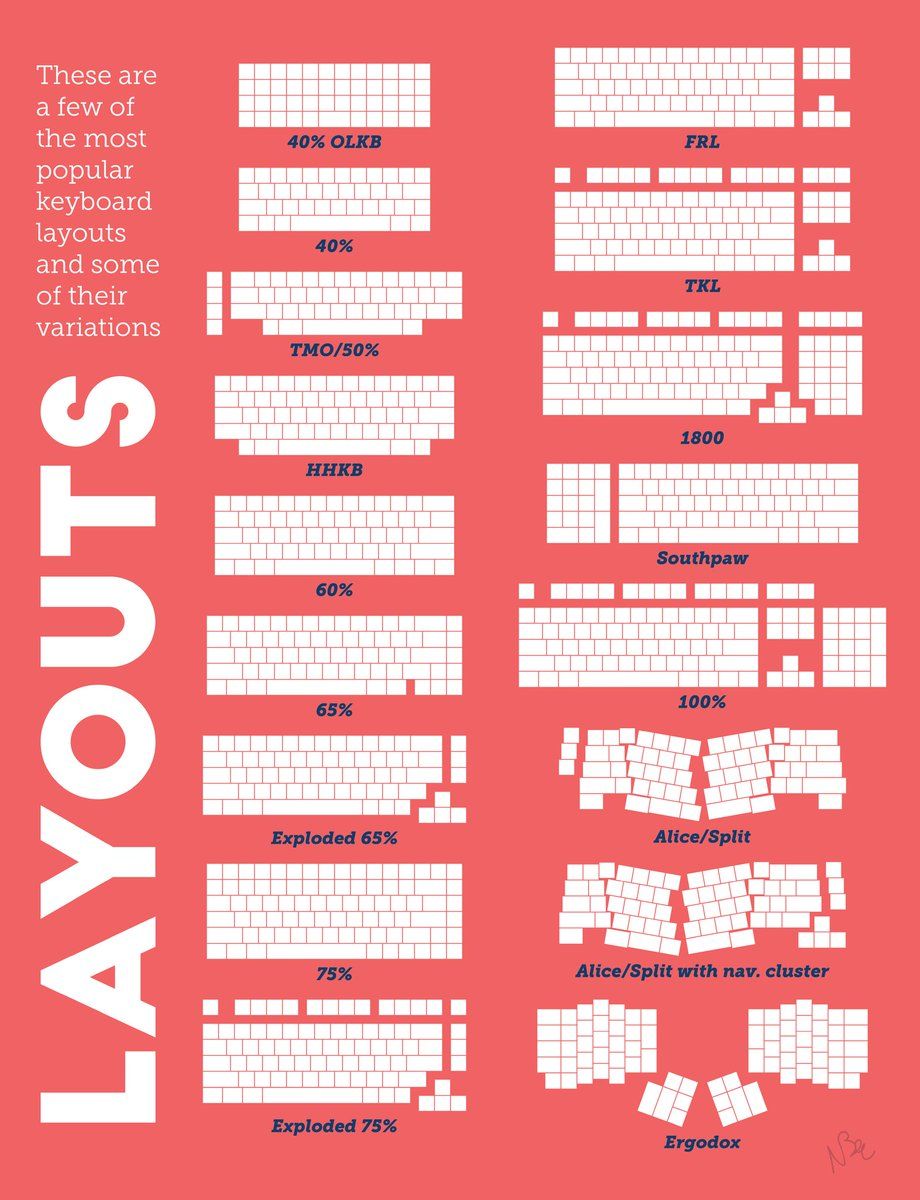 These are
a few of
the most
popular
keyboard
layouts
and some
of their
variations
LAYOUTS
40% OLKB
40%
TMO/50%
HHKB
60%
65%
Exploded 65%
75%
Exploded 75%
FRL
TKL
1800
Southpaw
100%
Alice/Split
Alice/Split with nav. cluster
Ergodox